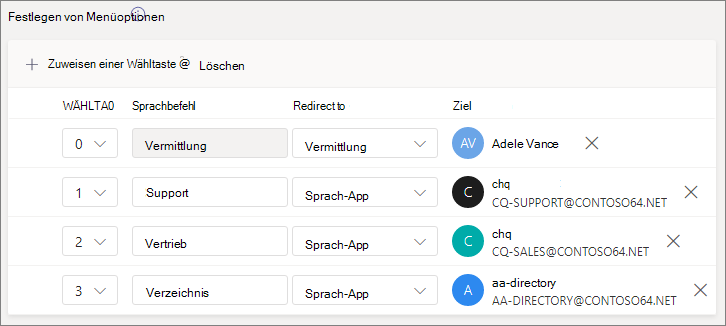 Festlegen von Menüoptionen
Zuweisen einer Wähltaste @ Löschen
WÄHLTA0 Sprachbefehl Redirect to Ziel
0 Vermittlung Vermittlung AV Adele Vance
1 Support Sprach-App C chq
CQ-SUPPORT@CONTOSO64.NET
2 Vertrieb Sprach-App C chq
CQ-SALES@CONTOSO64.NET
3 Verzeichnis Sprach-App A aa-directory
AA-DIRECTORY@CONTOSO64.NET